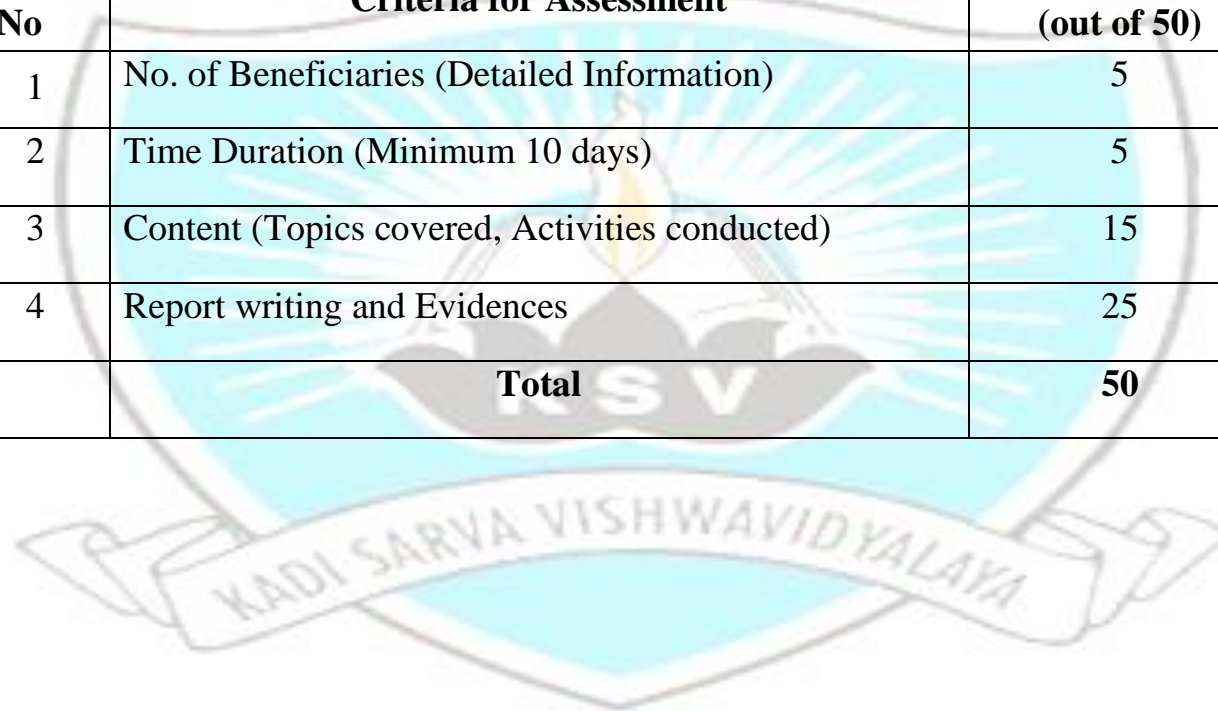 No Criteria for Assessment (out of 50)
1 No. of Beneficiaries (Detailed Information) 5
2 Time Duration (Minimum 10 days) 5
3 Content (Topics covered, Activities conducted) 15
4 Report writing and Evidences 25
Total 50
KSV
KADI SARVA VISHWAVIDYALAYA